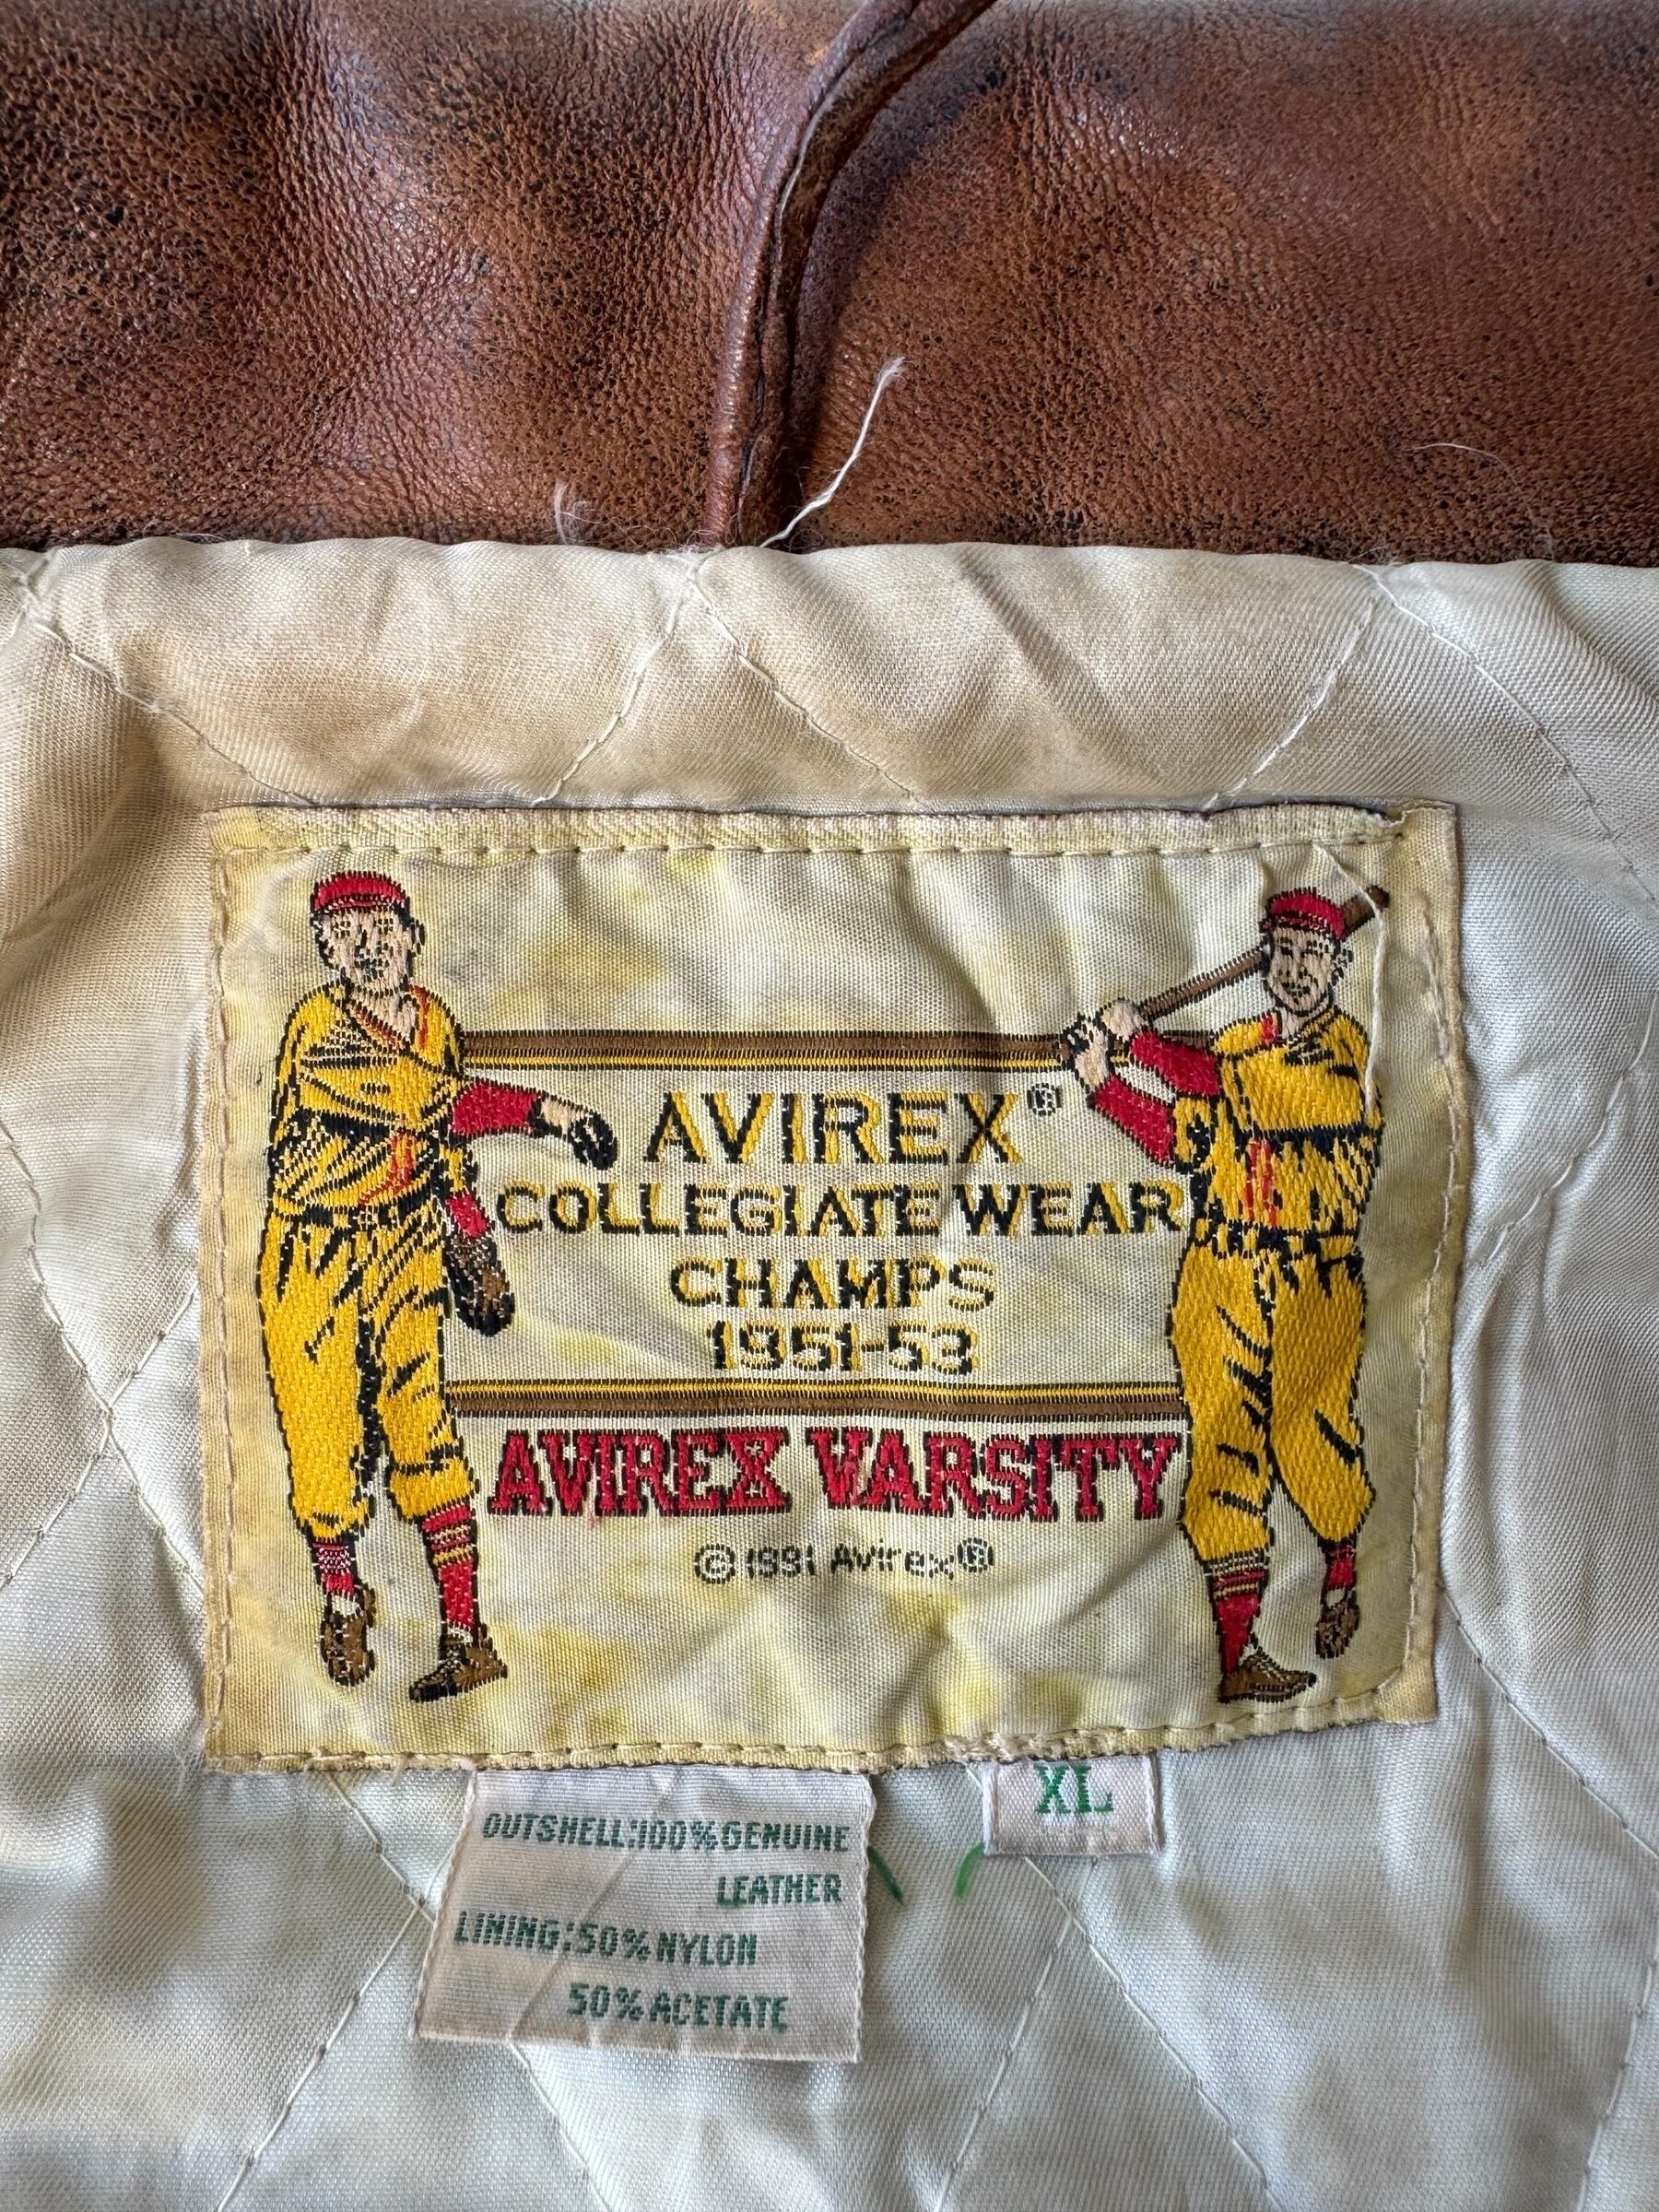 AVIREX®
COLLEGIATE WEAR
CHAMPS
1951-53
AVIREX VARSITY
©1991 Avirex®
XL
OUTSHELL:100%GENUINE
LEATHER
LINING:50%NYLON
50%ACETATE